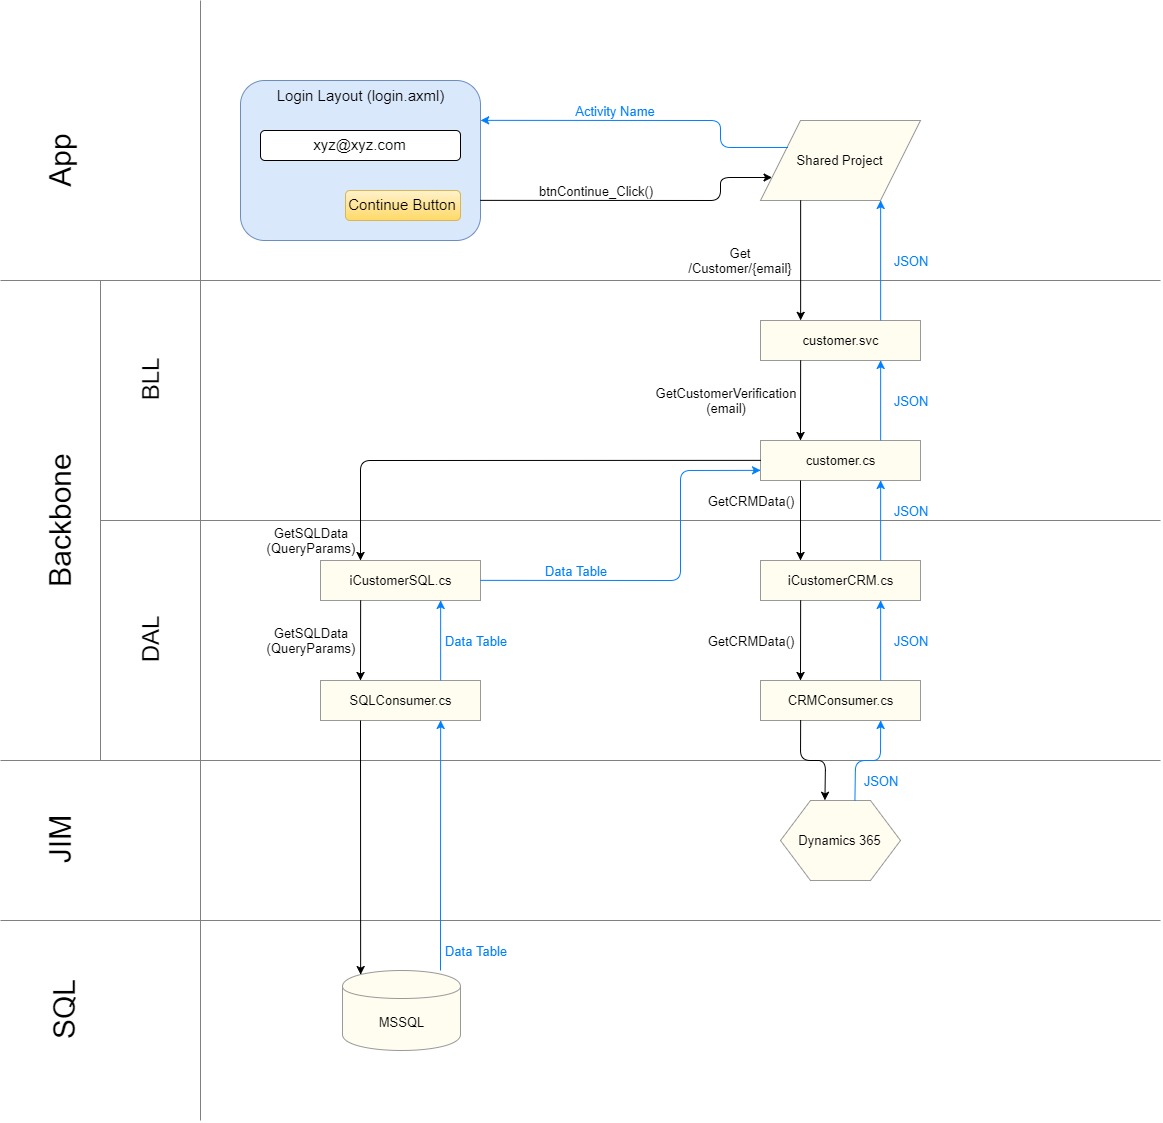 App
Login Layout (login.axml)
xyz@xyz.com
Continue Button
Activity Name
btnContinue_Click()
Shared Project
Get
/Customer/{email}
JSON
Backbone
BLL
customer.svc
GetCustomerVerification
(email)
JSON
customer.cs
GetCRMData()
JSON
DAL
GetSQLData
(QueryParams)
iCustomerSQL.cs
Data Table
iCustomerCRM.cs
GetSQLData
(QueryParams)
Data Table
GetCRMData()
JSON
SQLConsumer.cs
CRMConsumer.cs
JIM
JSON
Dynamics 365
SQL
Data Table
MSSQL